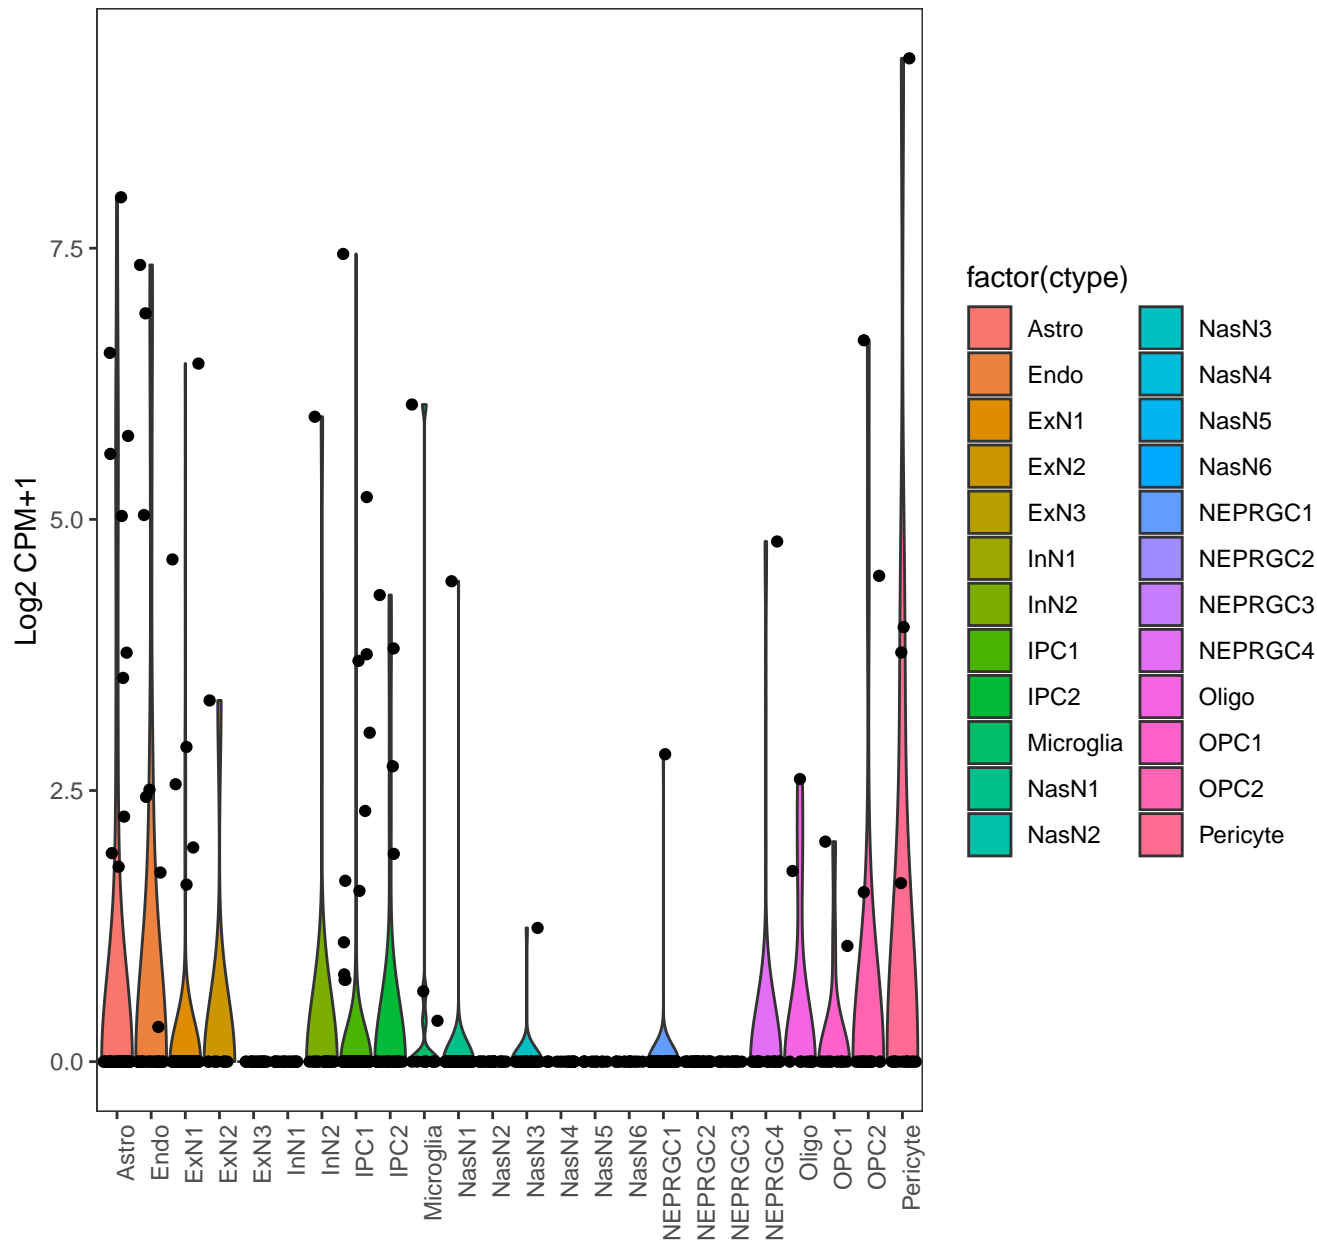 Log2 CPM+1
7.5
5.0
2.5
0.0
Astro
Endo
ExN1
ExN2
ExN3
InN1
InN2
IPC1
IPC2
Microglia
NasN1
NasN2
NasN3
NasN4
NasN5
NasN6
NEPRGC1
NEPRGC2
NEPRGC3
NEPRGC4
Oligo
OPC1
OPC2
Pericyte
factor(ctype)
Astro
Endo
ExN1
ExN2
ExN3
InN1
InN2
IPC1
IPC2
Microglia
NasN1
NasN2
NasN3
NasN4
NasN5
NasN6
NEPRGC1
NEPRGC2
NEPRGC3
NEPRGC4
Oligo
OPC1
OPC2
Pericyte